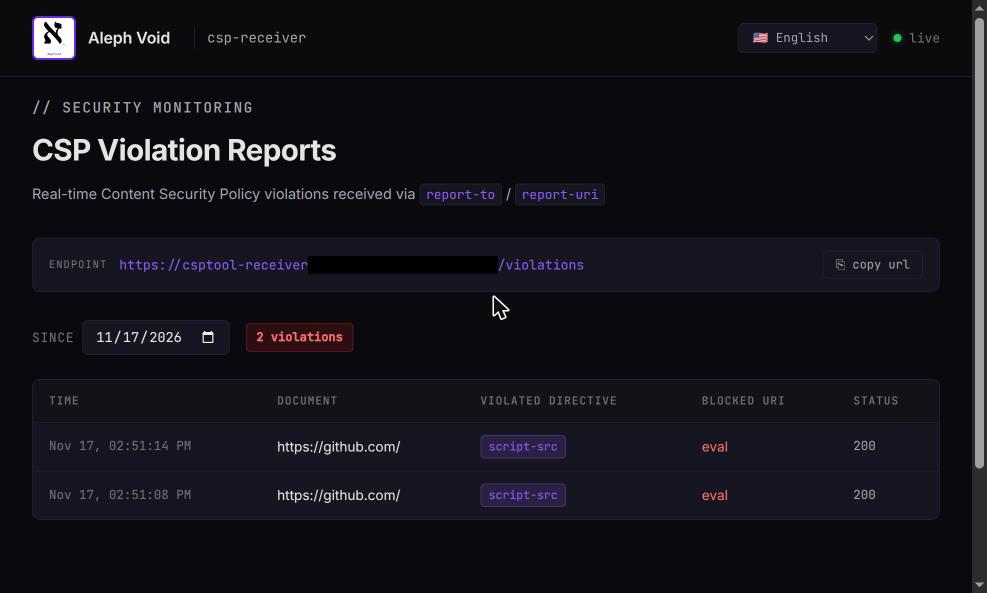 Aleph Void csp-receiver 🇺🇸 English live
// SECURITY MONITORING
CSP Violation Reports
Real-time Content Security Policy violations received via report-to / report-uri
ENDPOINT https://csptool-receiver /violations copy url
SINCE 11/17/2026 2 violations
TIME DOCUMENT VIOLATED DIRECTIVE BLOCKED URI STATUS
Nov 17, 02:51:14 PM https://github.com/ script-src eval 200
Nov 17, 02:51:08 PM https://github.com/ script-src eval 200